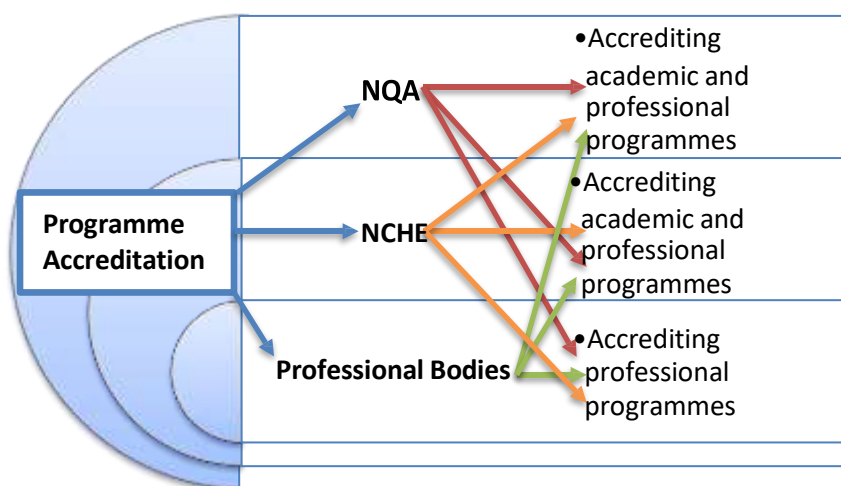 Programme
Accreditation
NQA
NCHE
Professional Bodies
•Accrediting
academic and
professional
programmes
•Accrediting
academic and
professional
programmes
•Accrediting
professional
programmes